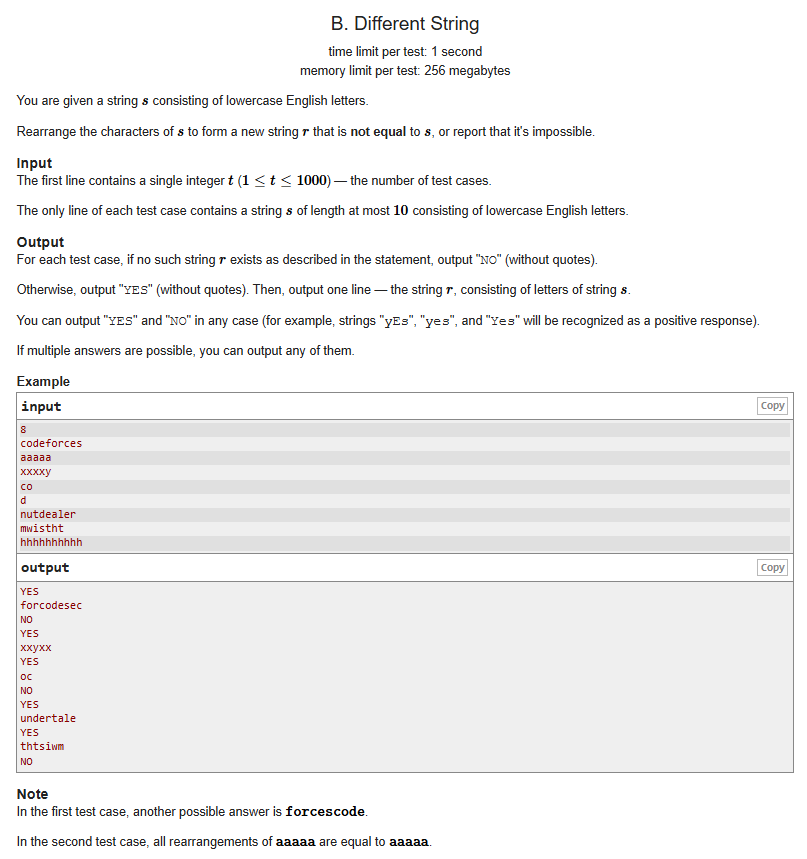 B. Different String
time limit per test: 1 second
memory limit per test: 256 megabytes
You are given a string s consisting of lowercase English letters.
Rearrange the characters of s to form a new string r that is not equal to s, or report that it's impossible.
Input
The first line contains a single integer t (1 ≤ t ≤ 1000) — the number of test cases.
The only line of each test case contains a string s of length at most 10 consisting of lowercase English letters.
Output
For each test case, if no such string r exists as described in the statement, output "NO" (without quotes).
Otherwise, output "YES" (without quotes). Then, output one line — the string r, consisting of letters of string s.
You can output "YES" and "NO" in any case (for example, strings "yEs", "yes", and "Yes" will be recognized as a positive response).
If multiple answers are possible, you can output any of them.
Example
input Copy
8
codeforces
aaaaa
xxxxy
co
d
nutdealer
mwistht
hhhhhhhhhh
output Copy
YES
forcodesec
NO
YES
xxyxx
YES
oc
NO
YES
undertale
YES
thtsiwm
NO
Note
In the first test case, another possible answer is forcescode.
In the second test case, all rearrangements of aaaaa are equal to aaaaa.